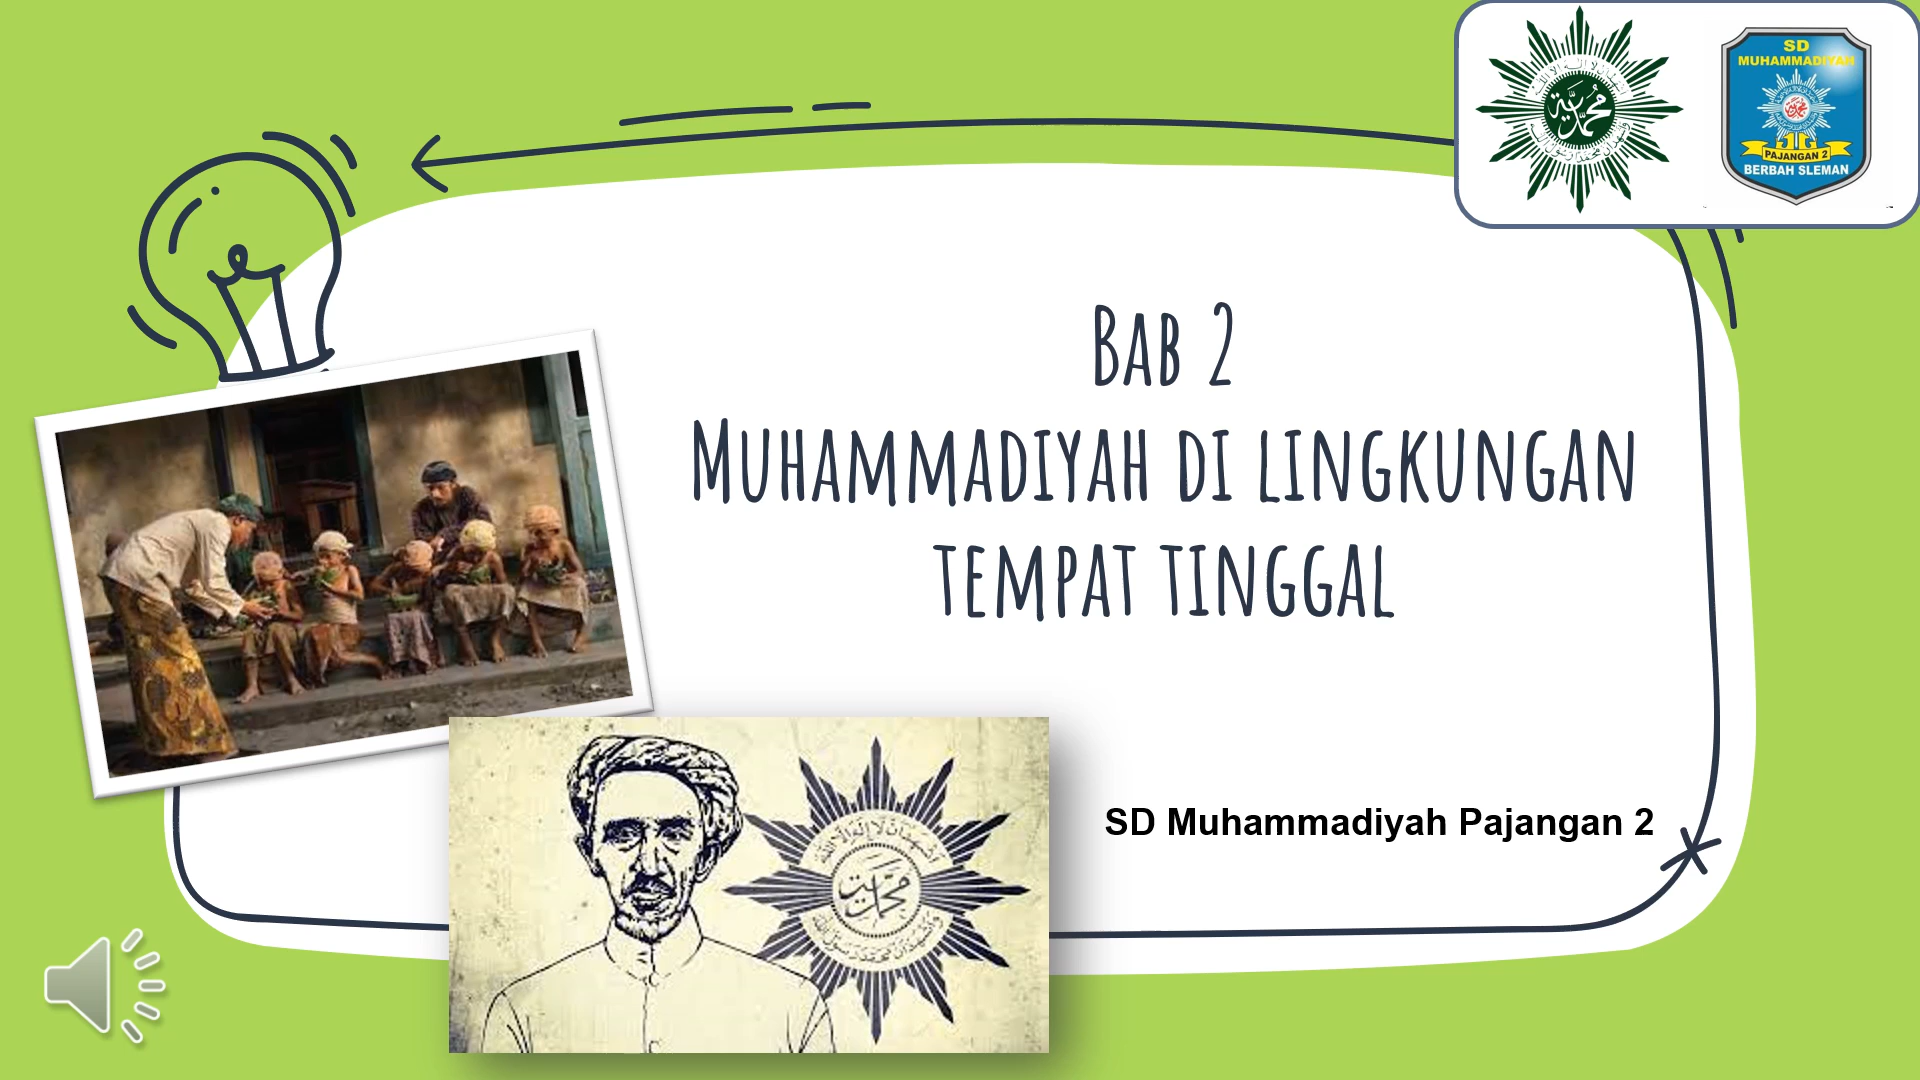 SD
MUHAMMADIYAH
PAJANGAN 2
BERBAH SLEMAN
Bab 2
Muhammadiyah di lingkungan
tempat tinggal
SD Muhammadiyah Pajangan 2